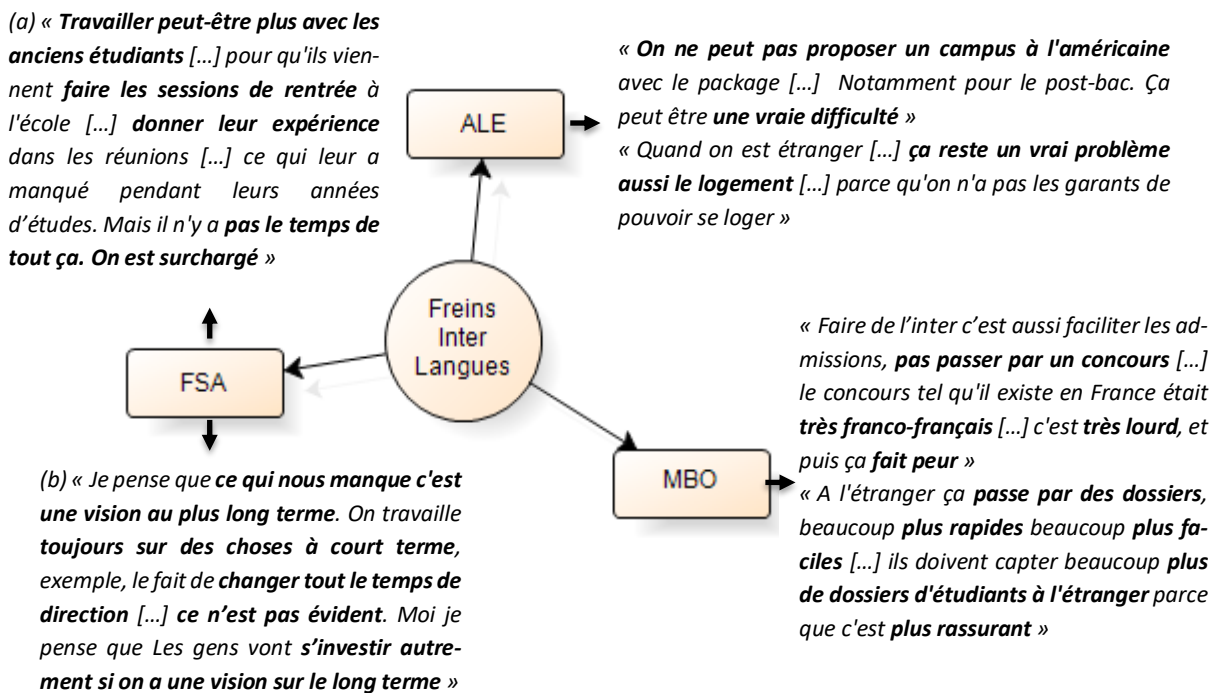 (a) « Travailler peut-être plus avec les
anciens étudiants […] pour qu'ils vien-
nent faire les sessions de rentrée à
l'école […] donner leur expérience
dans les réunions […] ce qui leur a
manqué pendant leurs années
d’études. Mais il n'y a pas le temps de
tout ça. On est surchargé »
ALE
« On ne peut pas proposer un campus à l'américaine
avec le package […] Notamment pour le post-bac. Ça
peut être une vraie difficulté »
« Quand on est étranger […] ça reste un vrai problème
aussi le logement […] parce qu'on n'a pas les garants de
pouvoir se loger »
Freins
Inter
Langues
FSA
MBO
« Faire de l’inter c’est aussi faciliter les ad-
missions, pas passer par un concours […]
le concours tel qu'il existe en France était
très franco-français […] c'est très lourd, et
puis ça fait peur »
« A l'étranger ça passe par des dossiers,
beaucoup plus rapides beaucoup plus fa-
ciles […] ils doivent capter beaucoup plus
de dossiers d'étudiants à l'étranger parce
que c'est plus rassurant »
(b) « Je pense que ce qui nous manque c'est
une vision au plus long terme. On travaille
toujours sur des choses à court terme,
exemple, le fait de changer tout le temps de
direction […] ce n’est pas évident. Moi je
pense que Les gens vont s’investir autre-
ment si on a une vision sur le long terme »